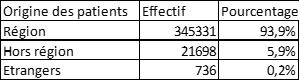 Origine des patients Effectif Pourcentage
Région 345331 93,9%
Hors région 21698 5,9%
Etrangers 736 0,2%